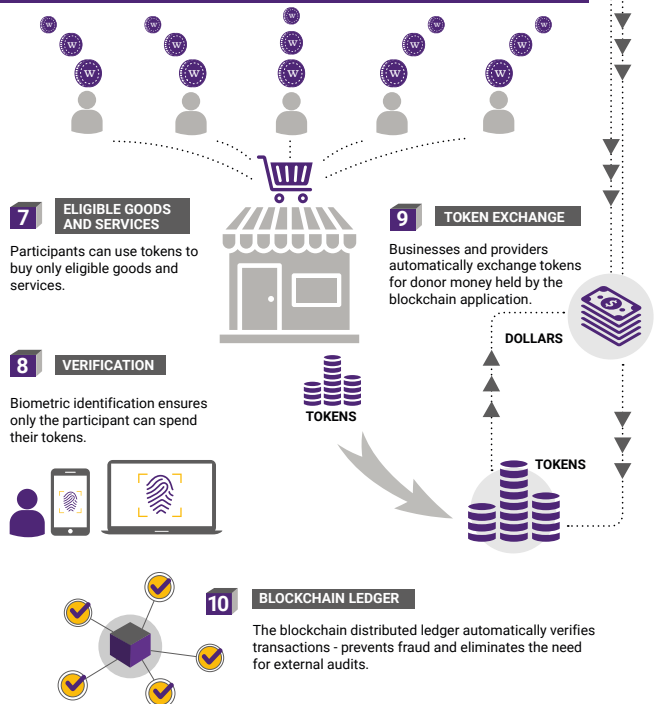 W W W W W
W W W W W
W W W W W
7 ELIGIBLE GOODS
AND SERVICES
Participants can use tokens to
buy only eligible goods and
services.
9 TOKEN EXCHANGE
Businesses and providers
automatically exchange tokens
for donor money held by the
blockchain application.
$
DOLLARS
8 VERIFICATION
Biometric identification ensures
only the participant can spend
their tokens.
TOKENS
TOKENS
10 BLOCKCHAIN LEDGER
The blockchain distributed ledger automatically verifies
transactions - prevents fraud and eliminates the need
for external audits.